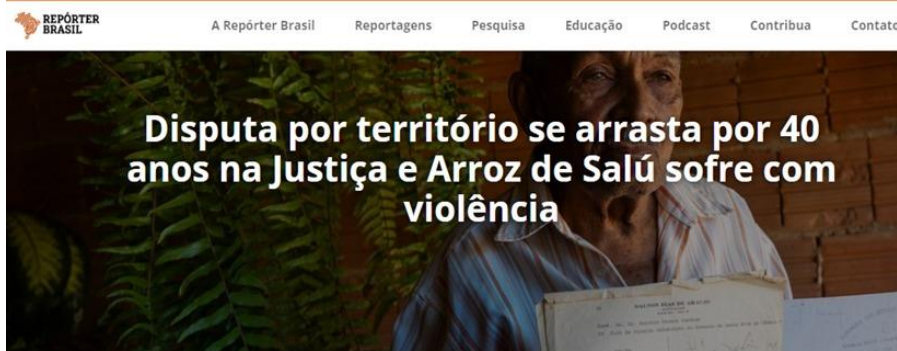 REPÓRTER
BRASIL
A Repórter Brasil Reportagens Pesquisa Educação Podcast Contribua Contato
Disputa por território se arrasta por 40
anos na Justiça e Arroz de Salú sofre com
violência